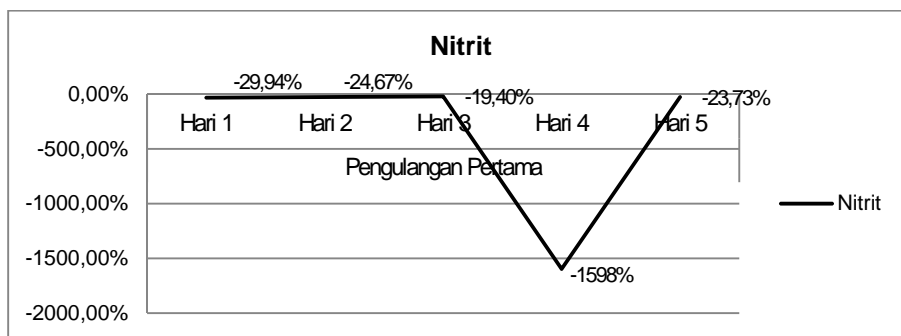 Nitrit
0,00%
-500,00%
-1000,00%
-1500,00%
-2000,00%
-29,94%
-24,67%
-19,40%
-1598%
-23,73%
Hari 1
Hari 2
Hari 3
Hari 4
Hari 5
Pengulangan Pertama
Nitrit